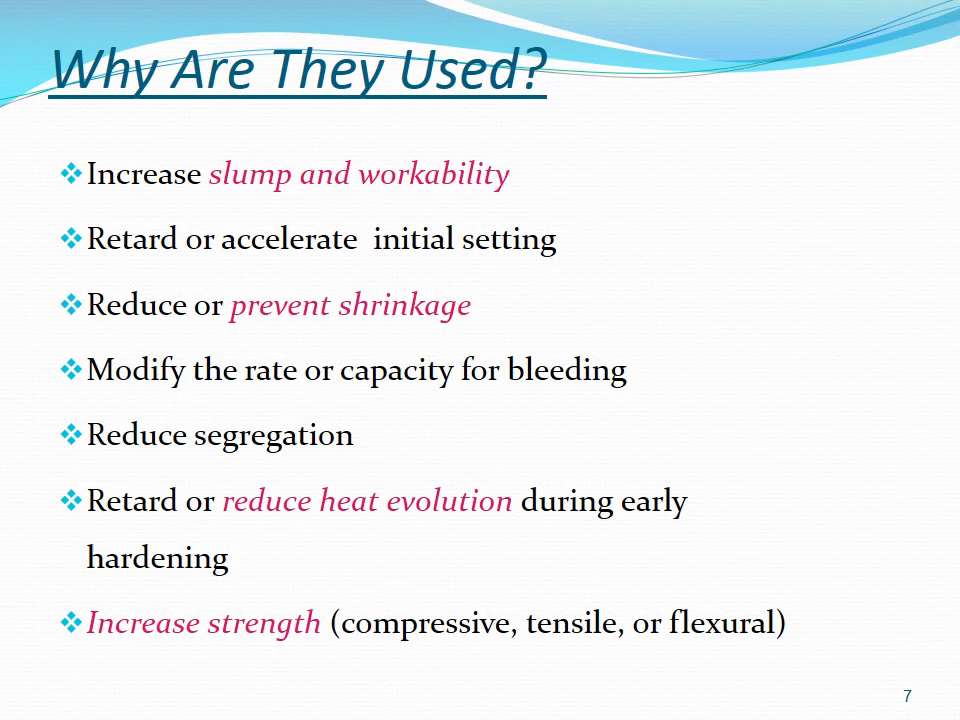 Why Are They Used?
Increase slump and workability
Retard or accelerate  initial setting
Reduce or prevent shrinkage
Modify the rate or capacity for bleeding
Reduce segregation
Retard or reduce heat evolution during early
hardening
Increase strength (compressive, tensile, or flexural)
7